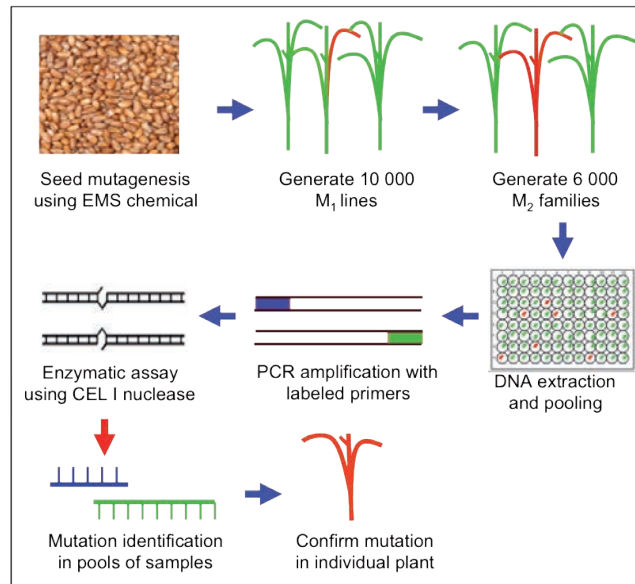 Seed mutagenesis
using EMS chemical
Generate 10 000
M₁ lines
Generate 6 000
M₂ families
DNA extraction
and pooling
PCR amplification with
labeled primers
Enzymatic assay
using CEL I nuclease
Mutation identification
in pools of samples
Confirm mutation
in individual plant